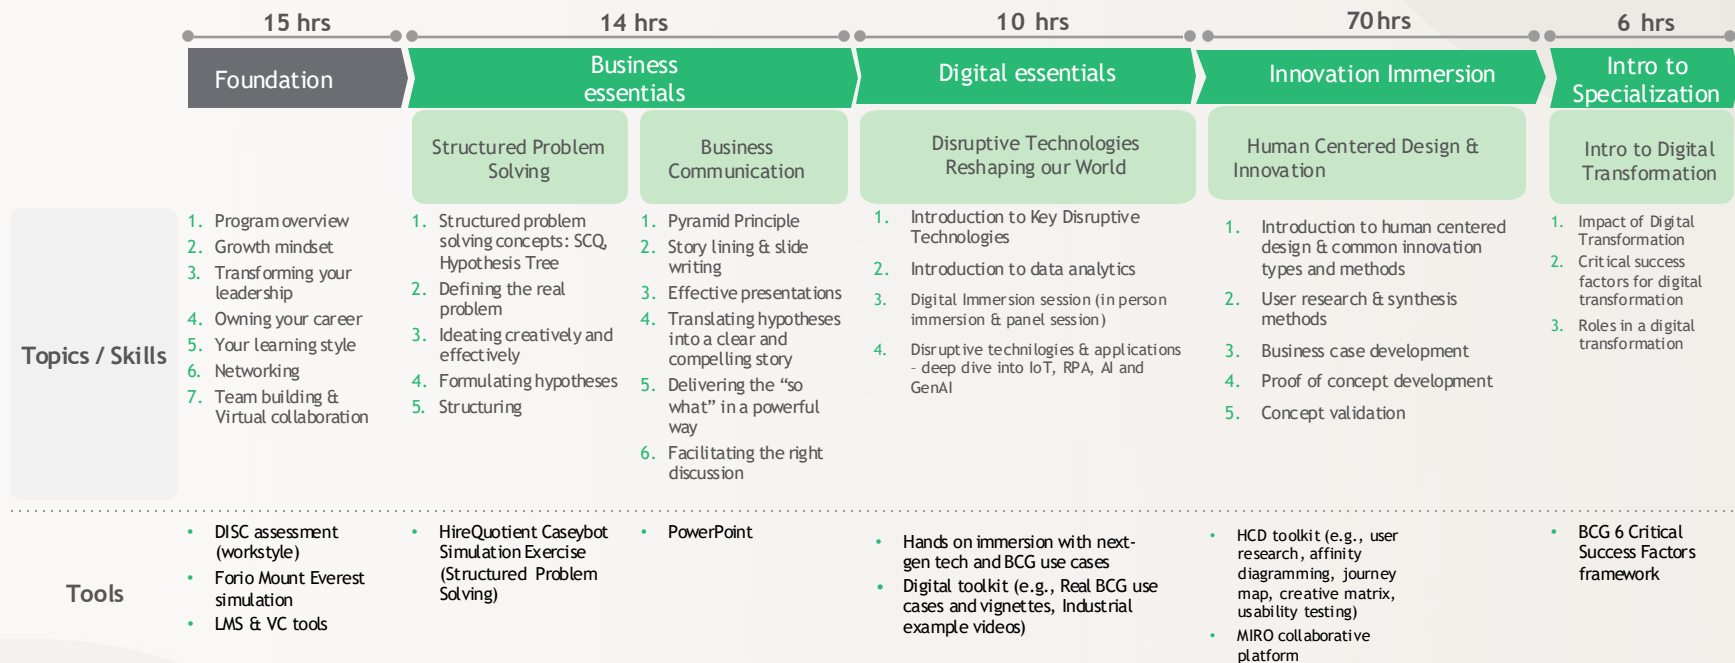 15 hrs
14 hrs
10 hrs
70 hrs
6 hrs
Foundation
Business
essentials
Digital essentials
Innovation Immersion
Intro to
Specialization
Structured Problem
Solving
Business
Communication
Disruptive Technologies
Reshaping our World
Human Centered Design &
Innovation
Intro to Digital
Transformation
Topics / Skills
1. Program overview
2. Growth mindset
3. Transforming your
leadership
4. Owning your career
5. Your learning style
6. Networking
7. Team building &
Virtual collaboration
1. Structured problem
solving concepts: SCQ,
Hypothesis Tree
2. Defining the real
problem
3. Ideating creatively and
effectively
4. Formulating hypotheses
5. Structuring
1. Pyramid Principle
2. Story lining & slide
writing
3. Effective presentations
4. Translating hypotheses
into a clear and
compelling story
5. Delivering the “so
what” in a powerful
way
6. Facilitating the right
discussion
1. Introduction to Key Disruptive
Technologies
2. Introduction to data analytics
3. Digital Immersion session (in person
immersion & panel session)
4. Disruptive technilogies & applications
- deep dive into IoT, RPA, AI and
GenAI
1. Introduction to human centered
design & common innovation
types and methods
2. User research & synthesis
methods
3. Business case development
4. Proof of concept development
5. Concept validation
1. Impact of Digital
Transformation
2. Critical success
factors for digital
transformation
3. Roles in a digital
transformation
Tools
• DISC assessment
(workstyle)
• Forio Mount Everest
simulation
• LMS & VC tools
• HireQuotient Caseybot
Simulation Exercise
(Structured Problem
Solving)
• PowerPoint
• Hands on immersion with next-
gen tech and BCG use cases
• Digital toolkit (e.g., Real BCG use
cases and vignettes, Industrial
example videos)
• HCD toolkit (e.g., user
research, affinity
diagramming, journey
map, creative matrix,
usability testing)
• MIRO collaborative
platform
• BCG 6 Critical
Success Factors
framework